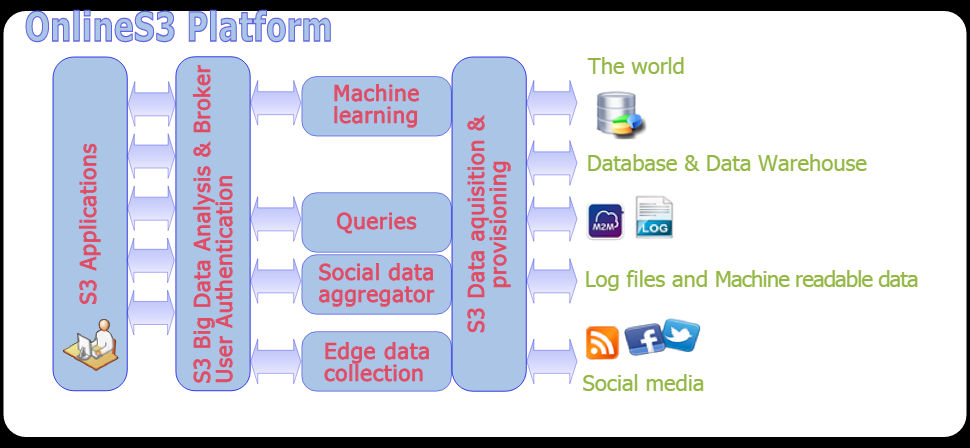 OnlineS3 Platform
S3 Applications
S3 Big Data Analysis & Broker
User Authentication
Machine
learning
Queries
Social data
aggregator
Edge data
collection
S3 Data aquisition &
provisioning
The world
Database & Data Warehouse
M2M
LOG
Log files and Machine readable data
Social media